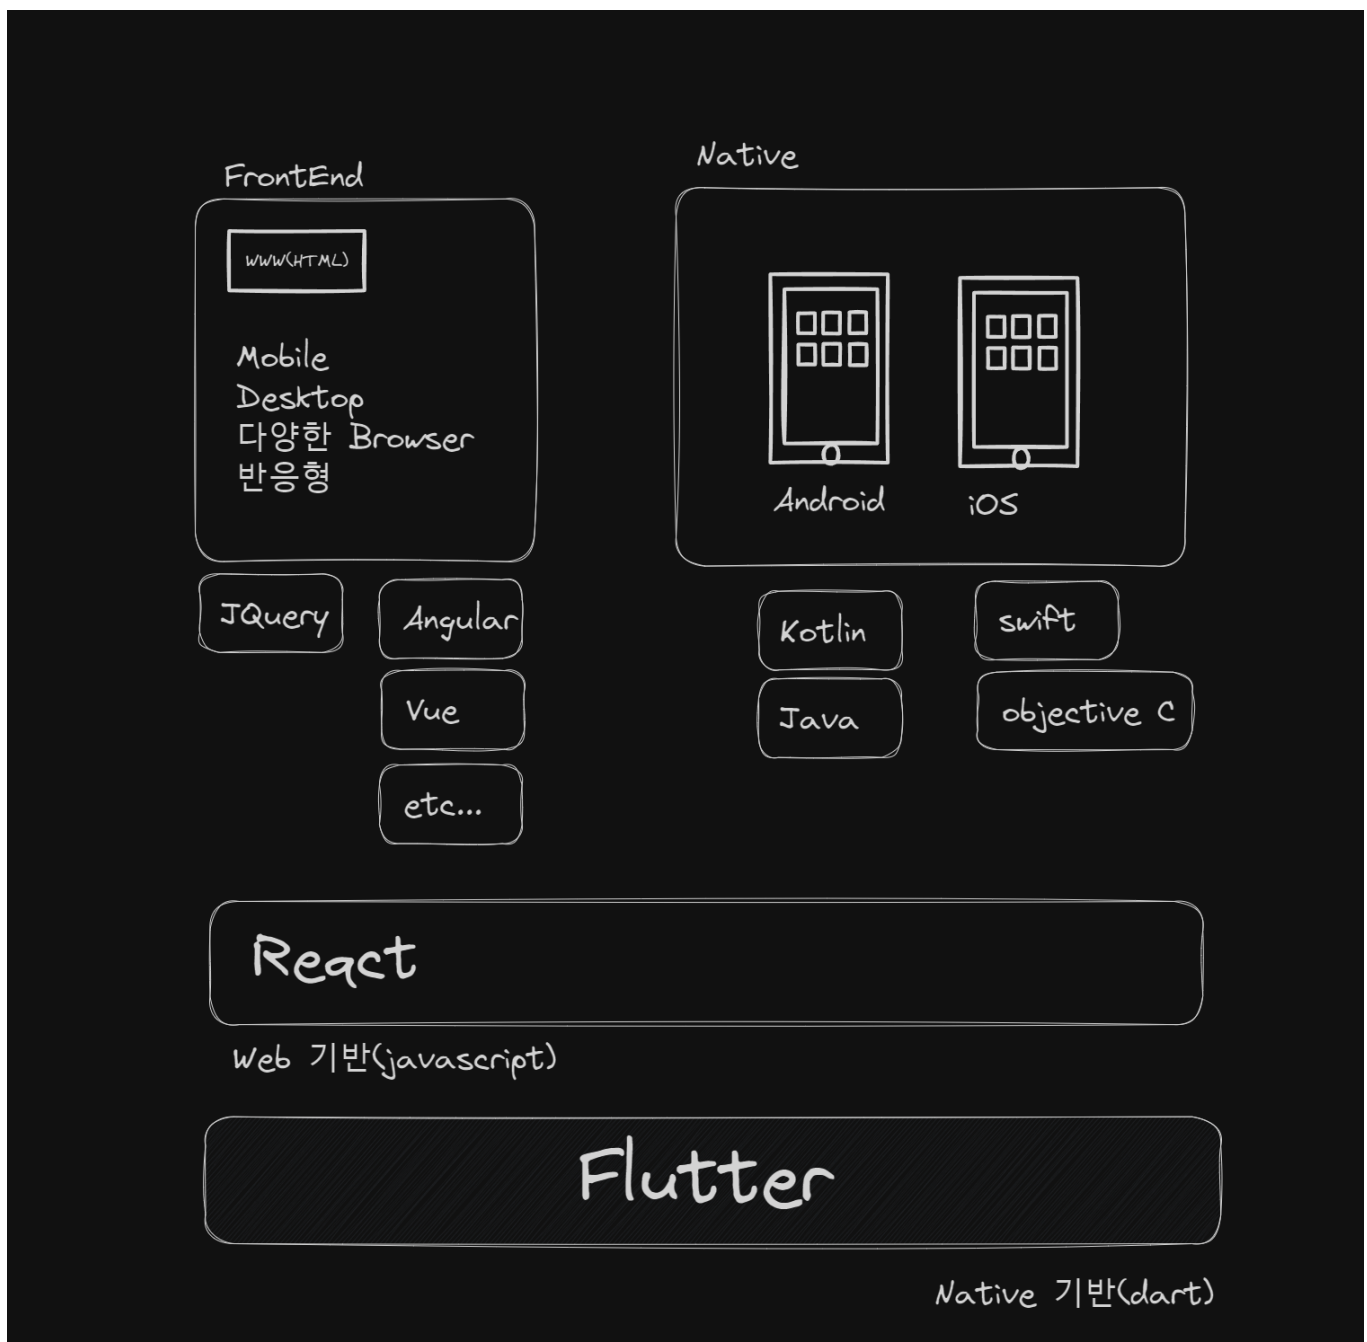 FrontEnd
WWW(HTML)
Mobile
Desktop
다양한 Browser
반응형
JQuery
Angular
Vue
etc...
Native
Android
iOS
Kotlin
Java
swift
objective C
React
Web 기반(javascript)
Flutter
Native 기반(dart)